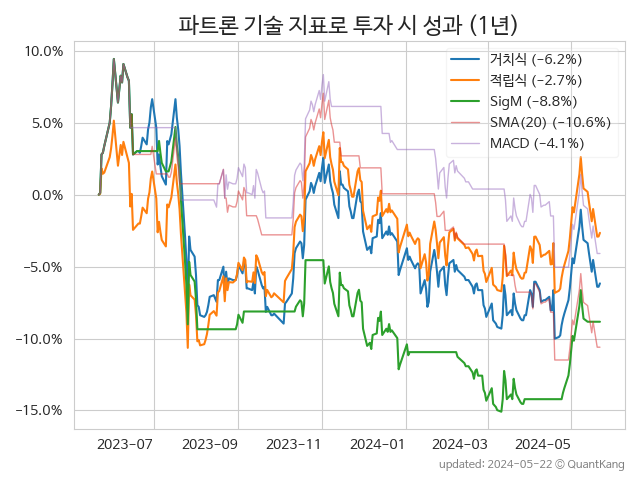 파트론 기술 지표로 투자 시 성과 (1년)
10.0%
5.0%
0.0%
−5.0%
−10.0%
−15.0%
거치식 (−6.2%)
적립식 (−2.7%)
SigM (−8.8%)
SMA(20) (−10.6%)
MACD (−4.1%)
2023−07 2023−09 2023−11 2024−01 2024−03 2024−05
updated: 2024−05−22 © QuantKang